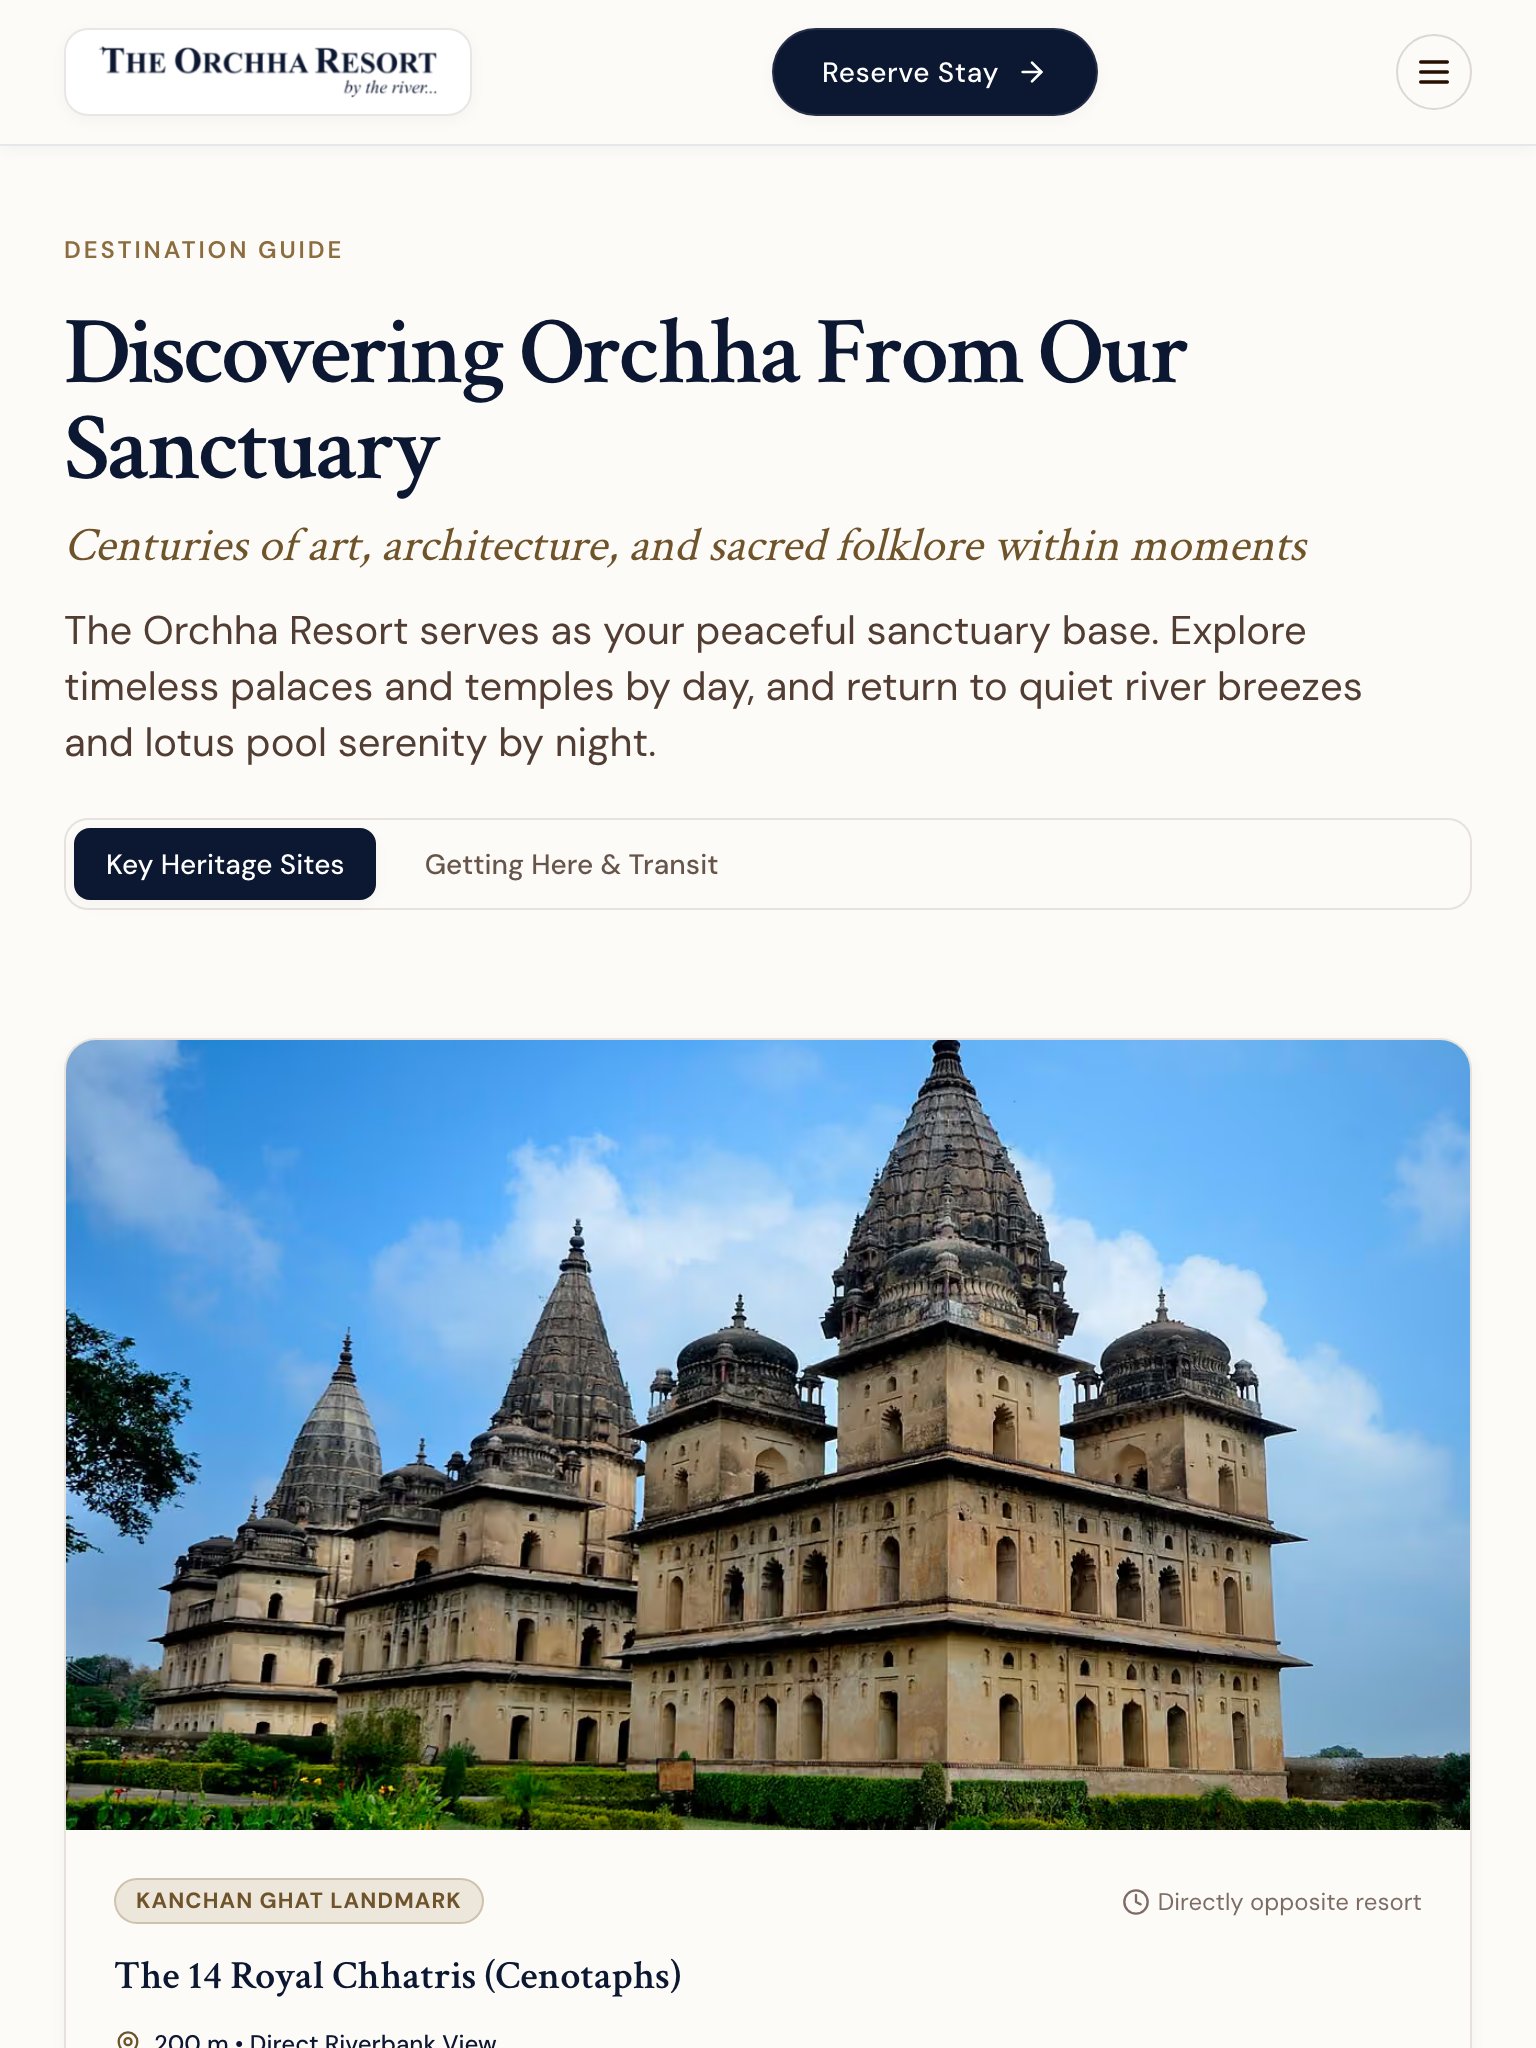 THE ORCHHA RESORT
by the river...
Reserve Stay
DESTINATION GUIDE
Discovering Orchha From Our
Sanctuary
Centuries of art, architecture, and sacred folklore within moments
The Orchha Resort serves as your peaceful sanctuary base. Explore
timeless palaces and temples by day, and return to quiet river breezes
and lotus pool serenity by night.
Key Heritage Sites
Getting Here & Transit
KANCHAN GHAT LANDMARK
Directly opposite resort
The 14 Royal Chhatris (Cenotaphs)
200 m • Direct Riverbank View